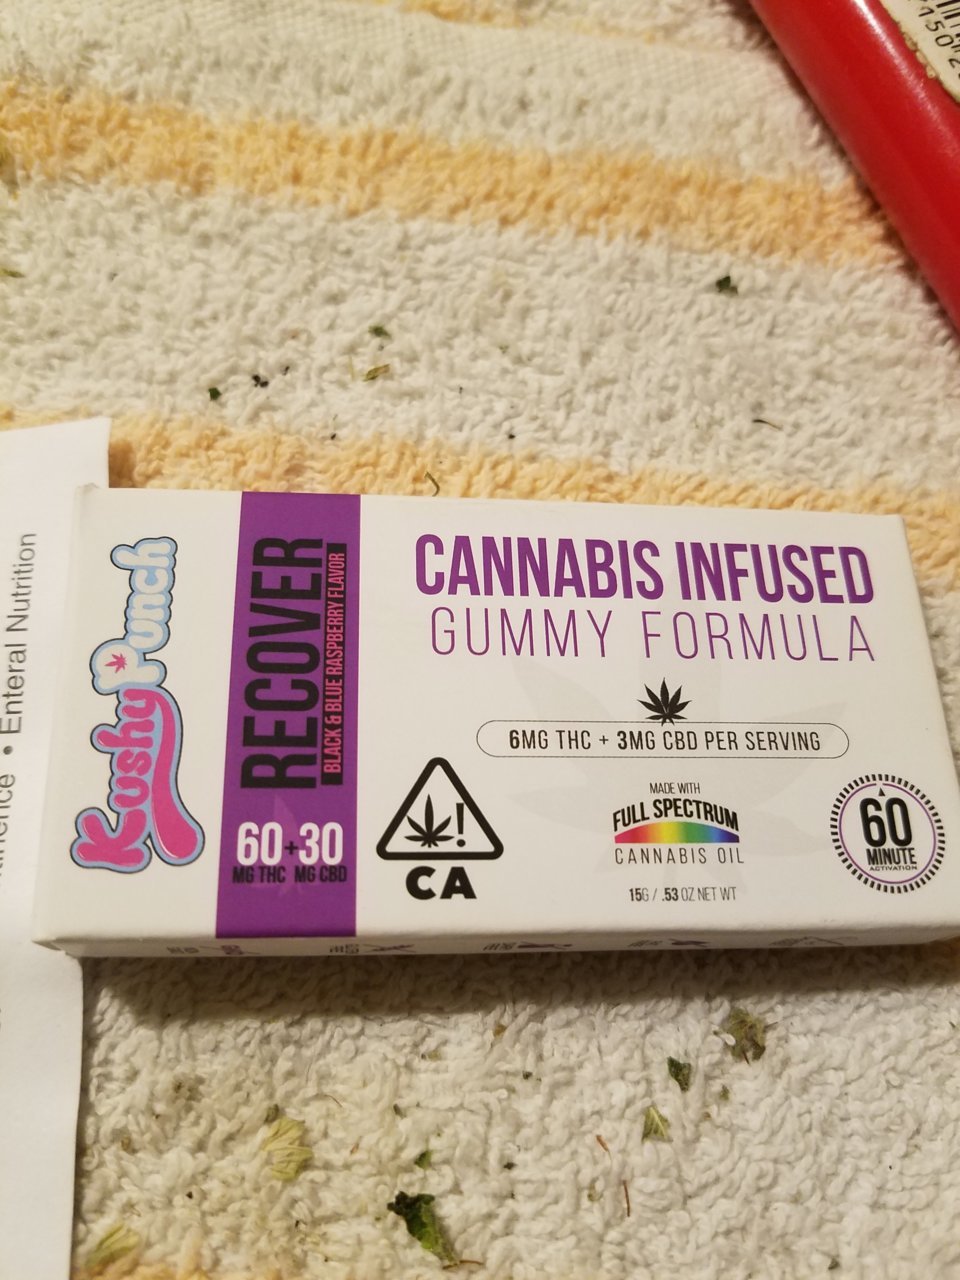 Kushy Punch
RECOVER
BLACK & BLUE RASPBERRY FLAVOR
60+30
MG THC MG CBD
CANNABIS INFUSED
GUMMY FORMULA
6MG THC + 3MG CBD PER SERVING
!
CA
MADE WITH
FULL SPECTRUM
CANNABIS OIL
15G / .53 OZ NET WT
60
MINUTE
ACTIVATION
• Enteral Nutrition